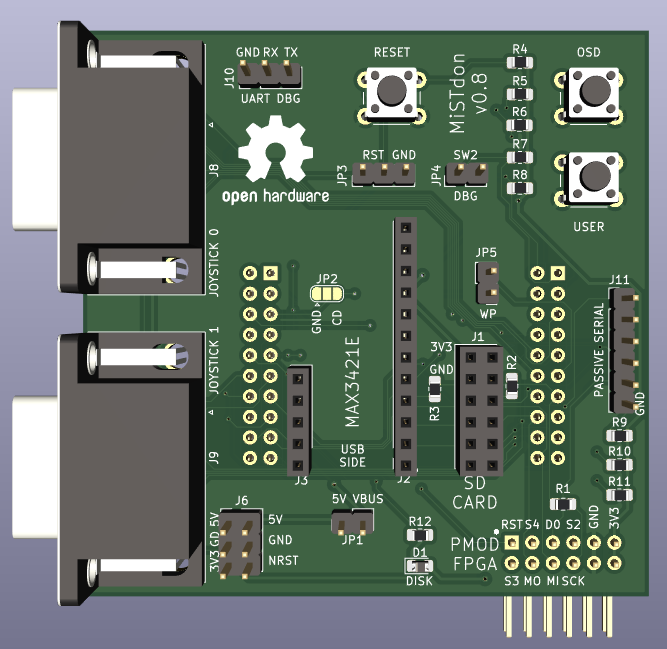 GND RX TX
J10
UART DBG
RESET
MiSTdon
v0.8
R4
R5
R6
R7
R8
OSD
USER
open hardware
J8
JOYSTICK 0
JP3
RST GND
JP4
SW2
DBG
JP5
WP
J11
PASSIVE SERIAL
GND
JP2
GND
CD
MAX3421E
J1
3V3
GND
R2
R3
JOYSTICK 1
J9
J3
USB
SIDE
J2
SD
CARD
R9
R10
R11
R1
J6
3V3 GD 5V
5V
GND
NRST
5V VBUS
JP1
R12
D1
DISK
PMOD
FPGA
RST S4 D0 S2 GND 3V3
S3 MO MI SCK